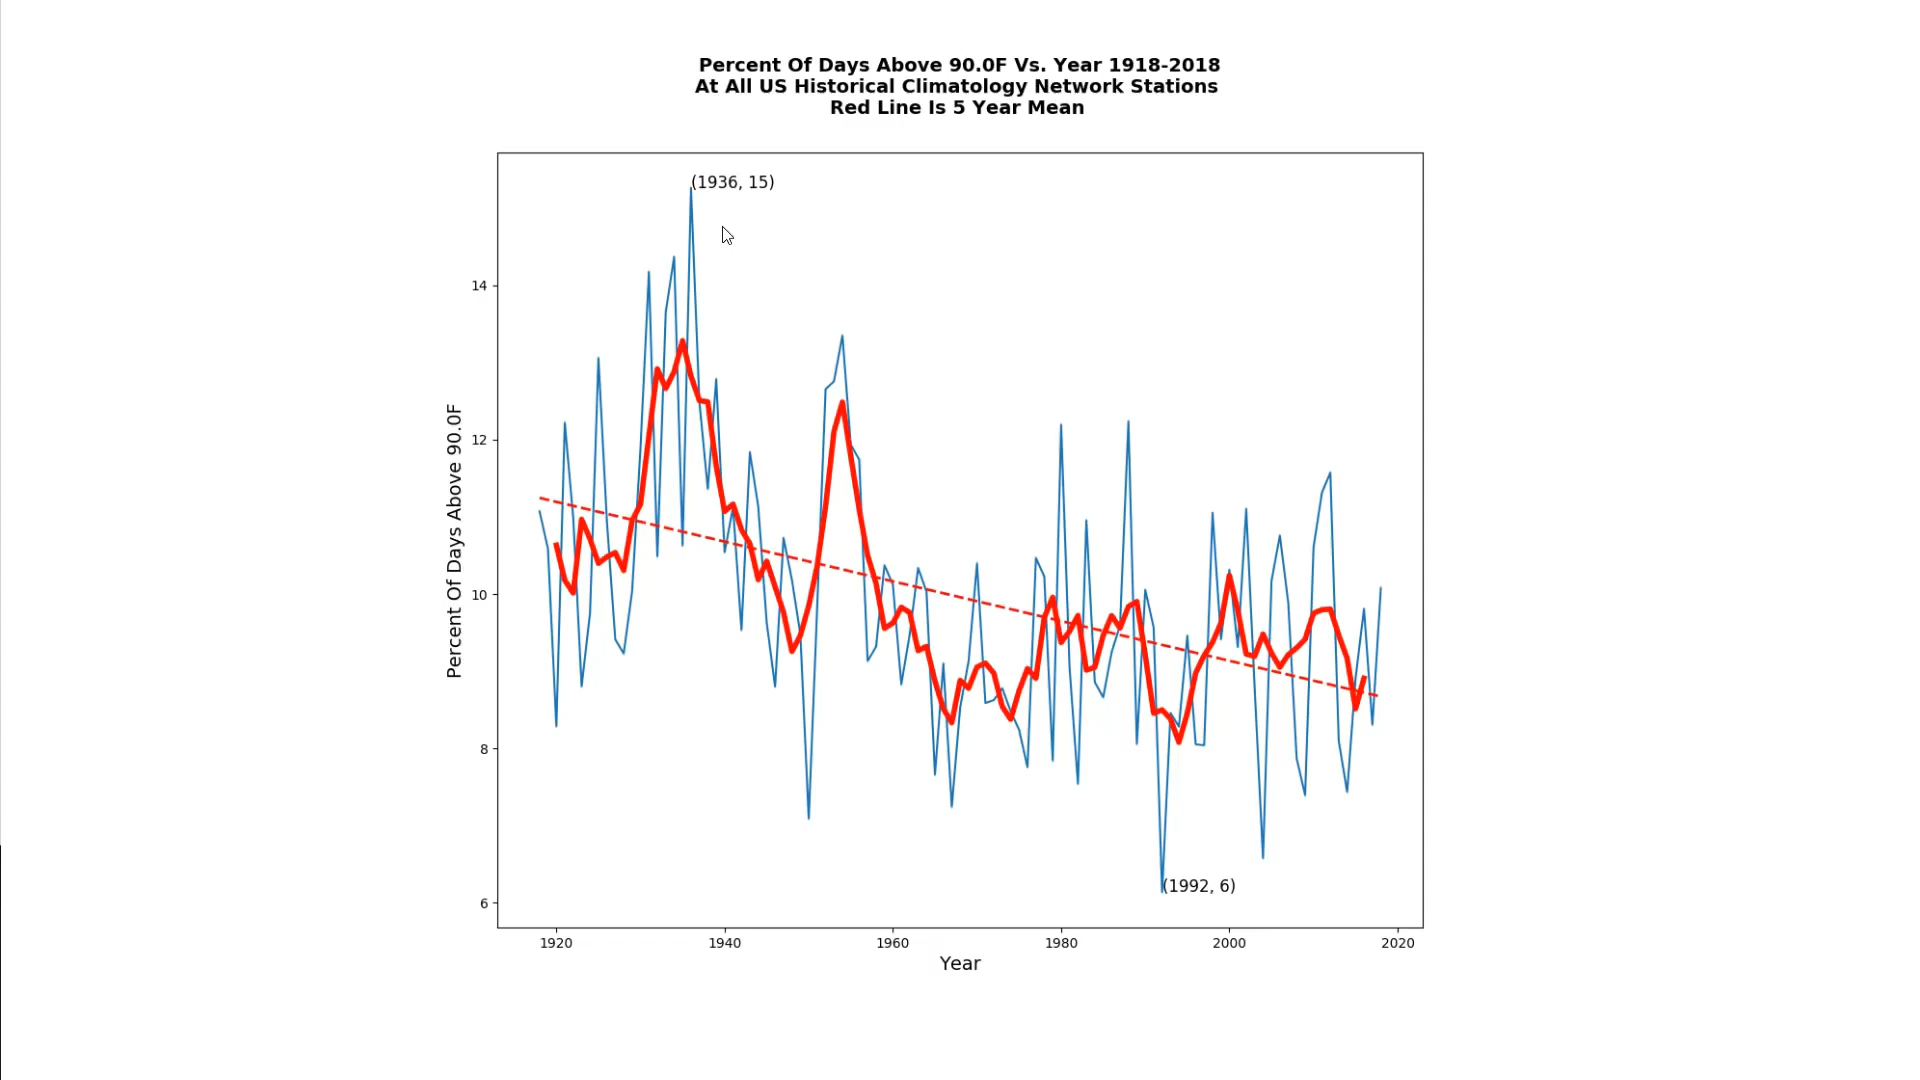 Percent Of Days Above 90.0F Vs. Year 1918-2018
At All US Historical Climatology Network Stations
Red Line Is 5 Year Mean
(1936, 15)
14
12
10
8
6
Percent Of Days Above 90.0F
(1992, 6)
1920 1940 1960 1980 2000 2020
Year